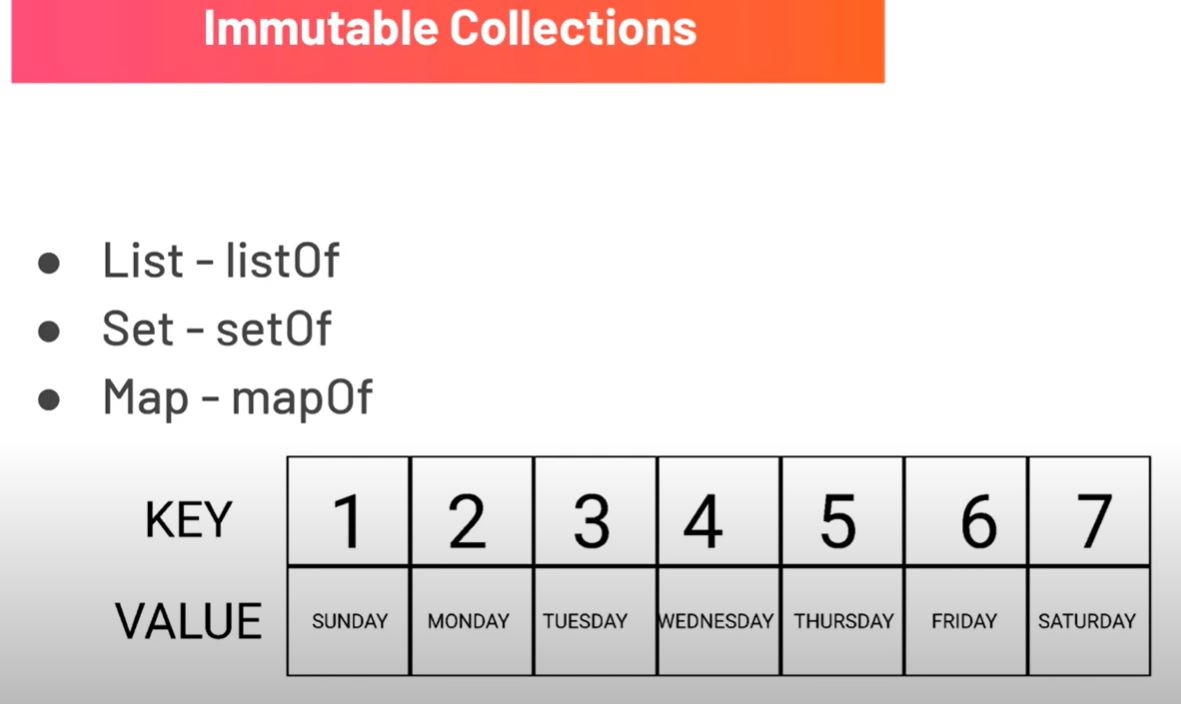 Immutable Collections
● List - listOf
● Set - setOf
● Map - mapOf
KEY 1 2 3 4 5 6 7
VALUE SUNDAY MONDAY TUESDAY WEDNESDAY THURSDAY FRIDAY SATURDAY